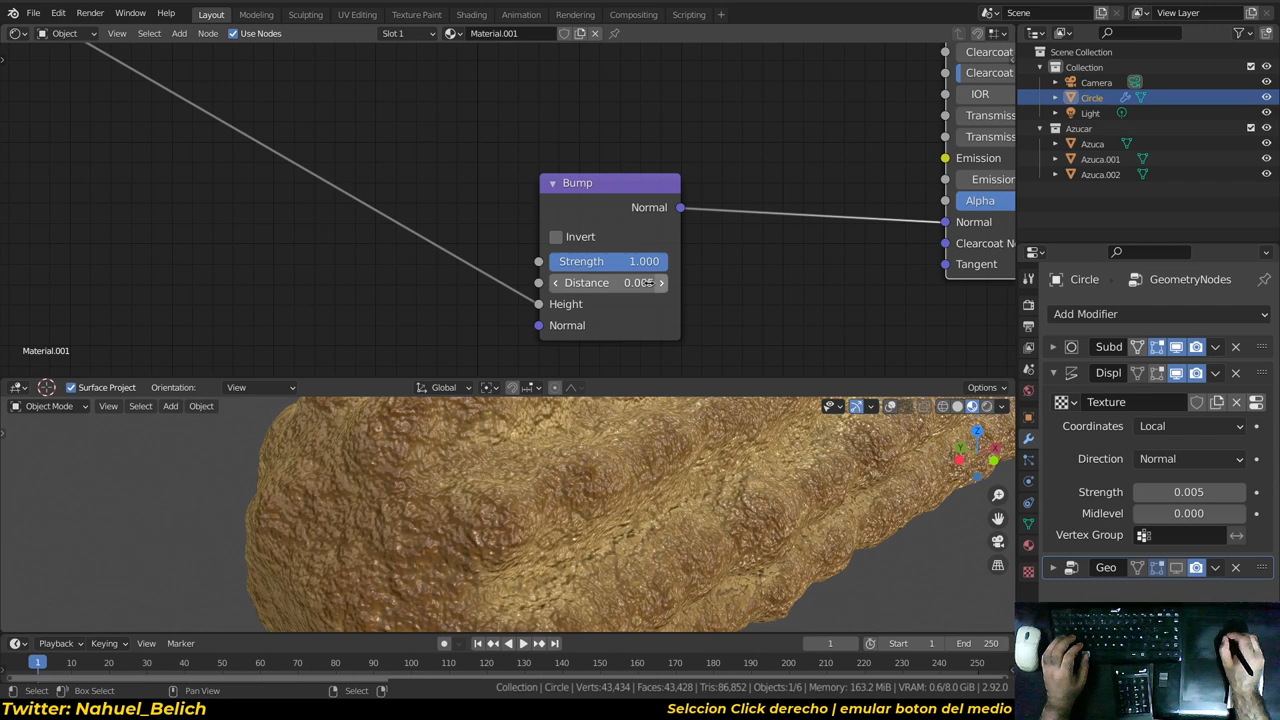 File Edit Render Window Help Layout Modeling Sculpting UV Editing Texture Paint Shading Animation Rendering Compositing Scripting + Scene View Layer
Object View Select Add Node Use Nodes Slot 1 Material.001
Scene Collection
Collection
Camera
Circle
Light
Azucar
Azuca
Azuca.001
Azuca.002
Clearcoat
Clearcoat
IOR
Transmiss
Transmiss
Emission
Emission
Alpha
Normal
Clearcoat No
Tangent
Bump
Normal
Invert
Strength 1.000
Distance
Height
Normal
Material.001
Circle GeometryNodes
Add Modifier
Subd
Displ
Texture
Coordinates Local
Direction Normal
Strength 0.005
Midlevel 0.000
Vertex Group
Geo
Surface Project Orientation: View Global Options
Object Mode View Select Add Object
Z
Playback Keying View Marker 1 Start 1 End 250
1 10 20 30 40 50 60 70 80 90 100 110 120 130 140 150 160 170 180 190 200 210 220 230 240 250
Select Box Select Pan View Select Collection | Circle | Verts:43,434 | Faces:43,428 | Tris:86,852 | Objects:1/6 | Memory: 163.2 MiB | VRAM: 0.6/8.0 GiB | 2.92.0
Twitter: Nahuel_Belich Selccion Click derecho | emular boton del medio